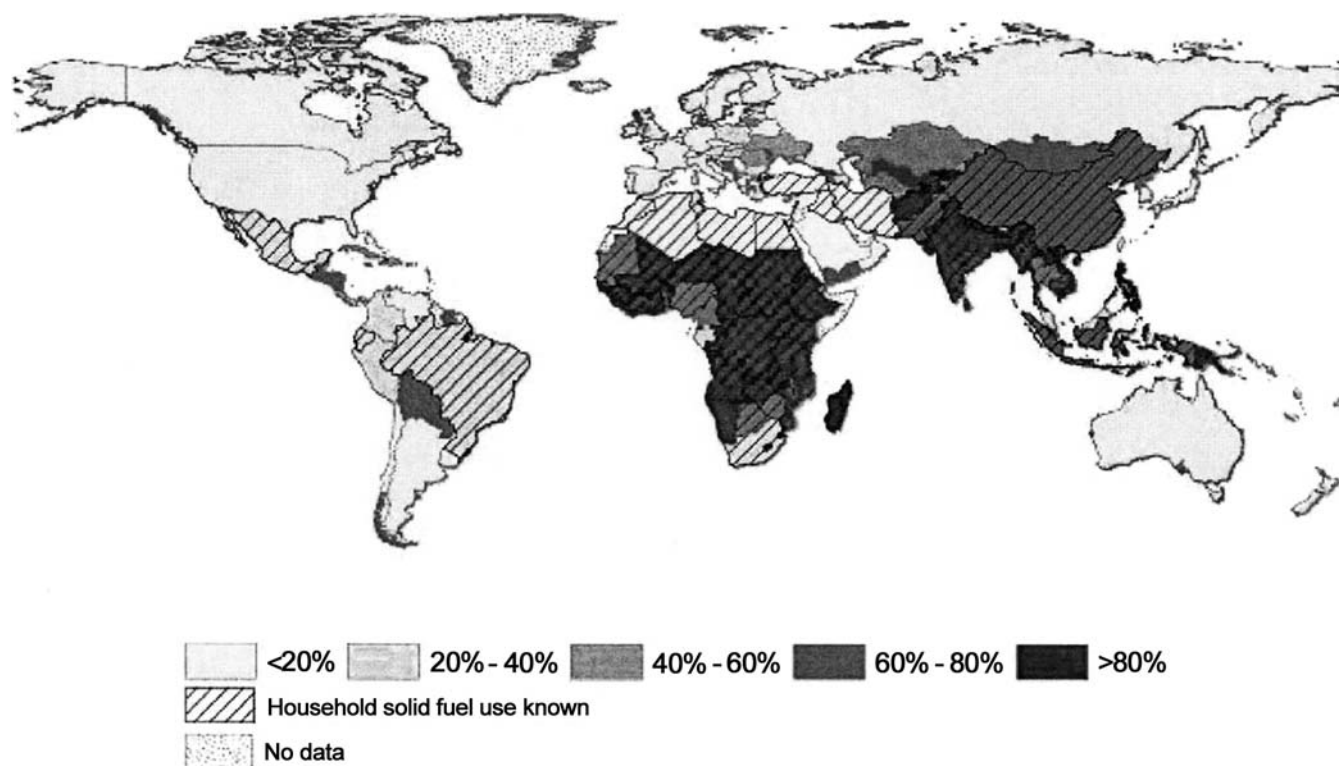 <20% 20% - 40% 40% - 60% 60% - 80% >80%
Household solid fuel use known
No data